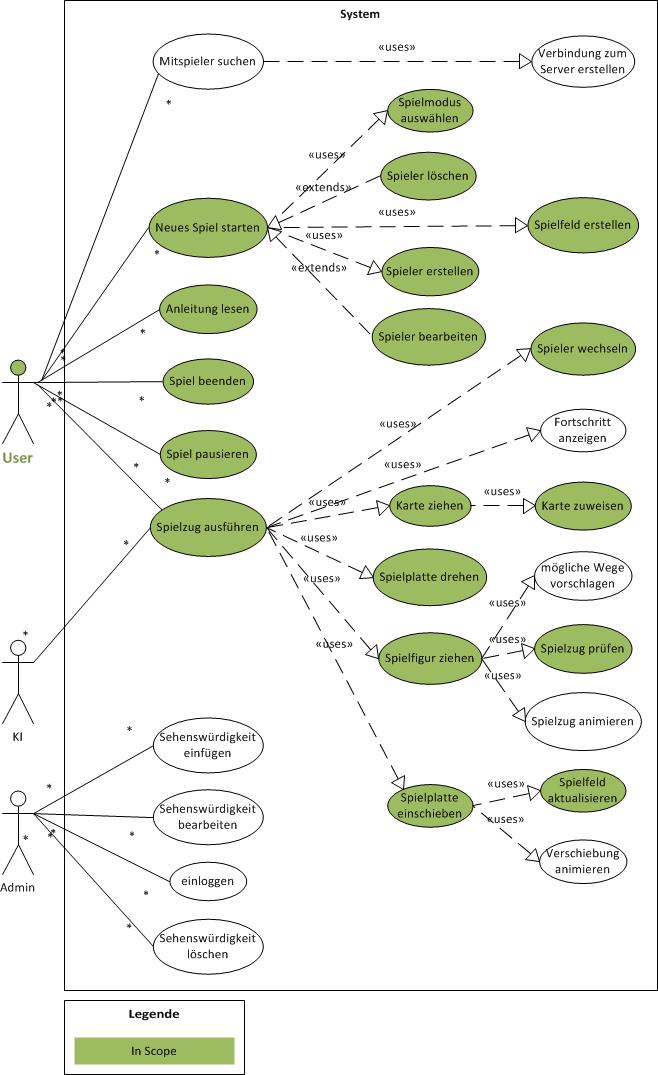 System
Mitspieler suchen
«uses»
Verbindung zum
Server erstellen
*
Spielmodus
auswählen
«uses»
Spieler löschen
«extends»
Neues Spiel starten
«uses»
Spielfeld erstellen
*
«uses»
Spieler erstellen
«extends»
Anleitung lesen
*
Spieler bearbeiten
Spieler wechseln
*
*
Spiel beenden
*
*
*
*
User
«uses»
Fortschritt
anzeigen
Spiel pausieren
*
*
«uses»
Karte ziehen
«uses»
Karte zuweisen
«uses»
Spielzug ausführen
*
«uses»
Spielplatte drehen
«uses»
mögliche Wege
vorschlagen
«uses»
*
KI
«uses»
Spielfigur ziehen
«uses»
Spielzug prüfen
«uses»
Spielzug animieren
Sehenswürdigkeit
einfügen
*
*
Spielplatte
einschieben
«uses»
Spielfeld
aktualisieren
«uses»
Verschiebung
animieren
Sehenswürdigkeit
bearbeiten
*
*
*
*
Admin
einloggen
*
*
Sehenswürdigkeit
löschen
Legende
In Scope